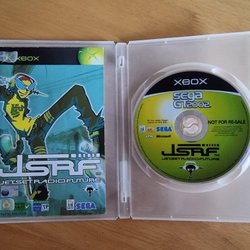 XBOX
JSRF
JET SET RADIO FUTURE
SEGA
XBOX
SEGA
GT 2002
NOT FOR RE-SALE
SEGA
JSRF
JET SET RADIO FUTURE